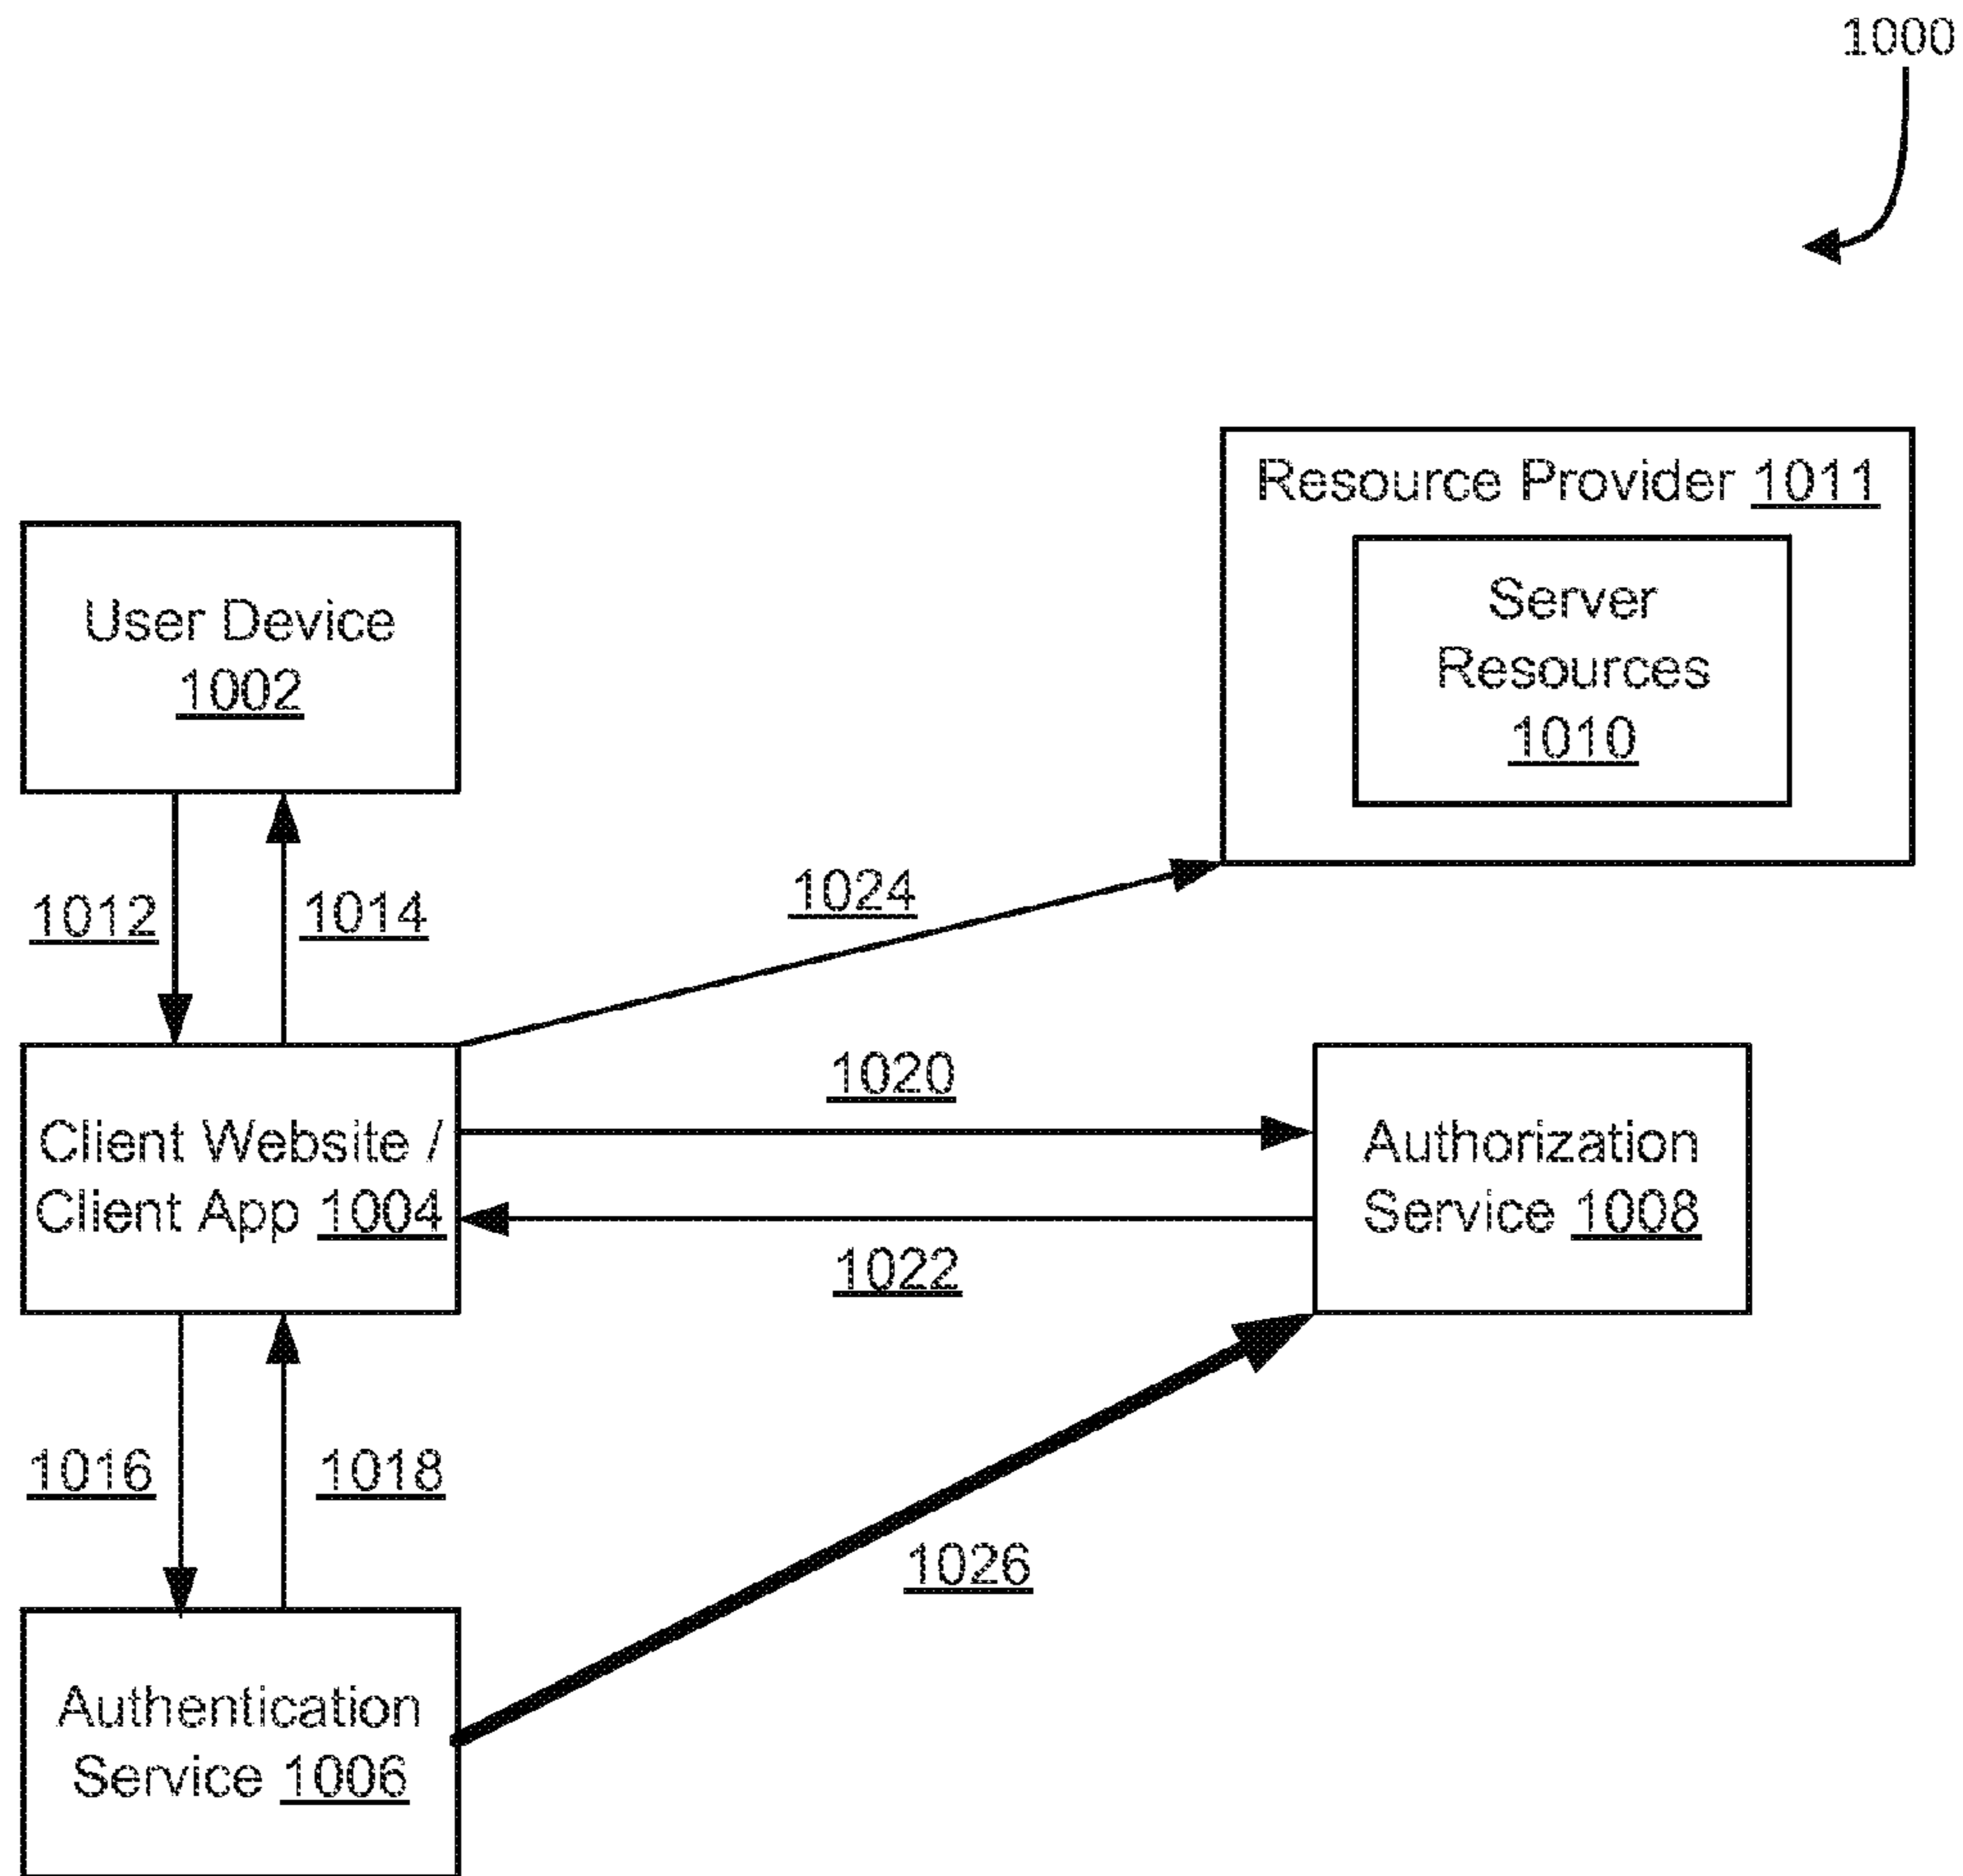 1000
Resource Provider 1011
Server
Resources
1010
User Device
1002
1012
1014
1024
Client Website /
Client App 1004
1020
1022
Authorization
Service 1008
1016
1018
1026
Authentication
Service 1006